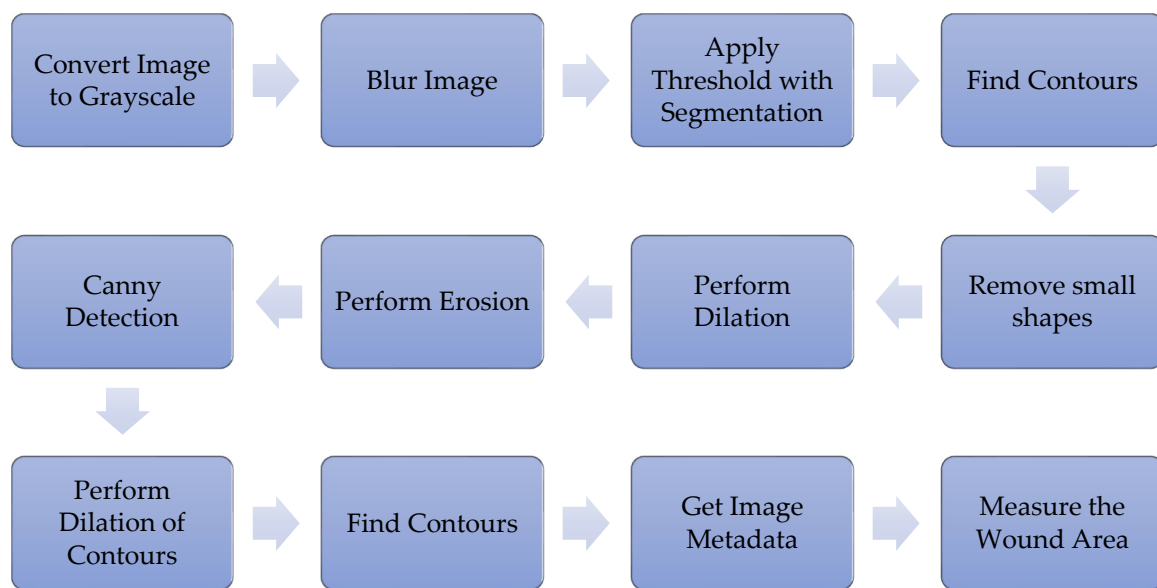 Convert Image
to Grayscale
Blur Image
Apply
Threshold with
Segmentation
Find Contours
Remove small
shapes
Perform
Dilation
Perform Erosion
Canny
Detection
Perform
Dilation of
Contours
Find Contours
Get Image
Metadata
Measure the
Wound Area